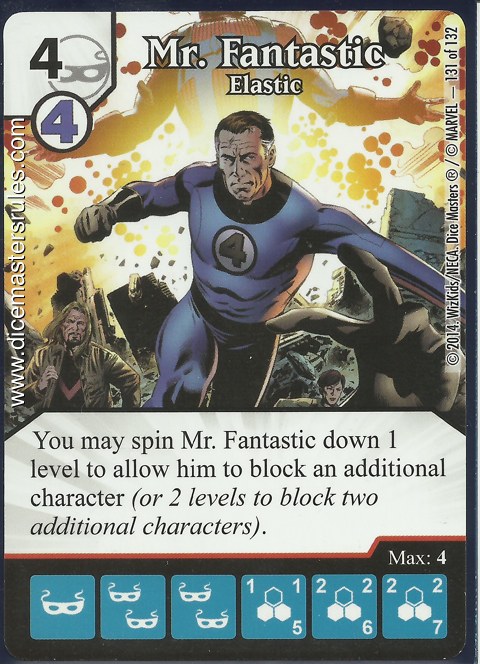 4
Mr. Fantastic
Elastic
4
4
www.dicemastersrules.com
© 2014. WizKids/NECA. Dice Masters ® / © MARVEL — 131 of 132
You may spin Mr. Fantastic down 1
level to allow him to block an additional
character (or 2 levels to block two
additional characters).
Max: 4
1 1 5
2 2 6
2 2 7